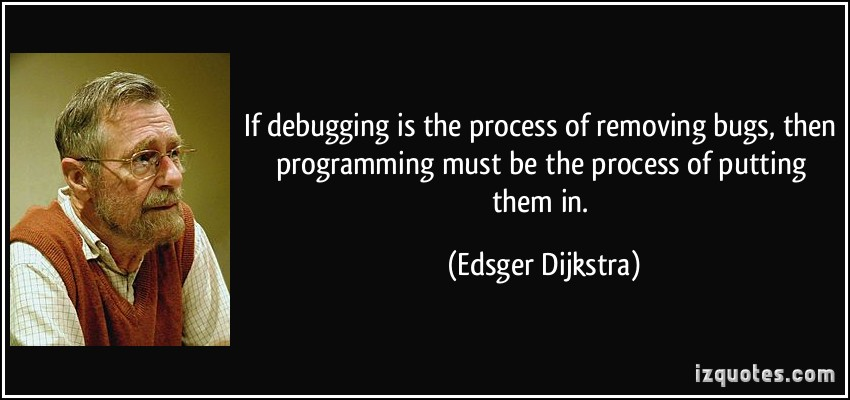 If debugging is the process of removing bugs, then
programming must be the process of putting
them in.
(Edsger Dijkstra)
izquotes.com